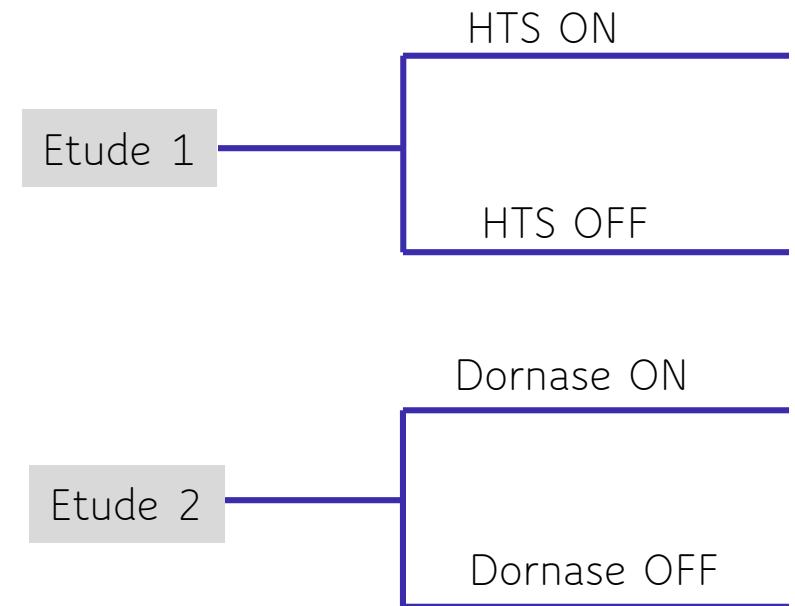 HTS ON
Etude 1
HTS OFF
Dornase ON
Etude 2
Dornase OFF